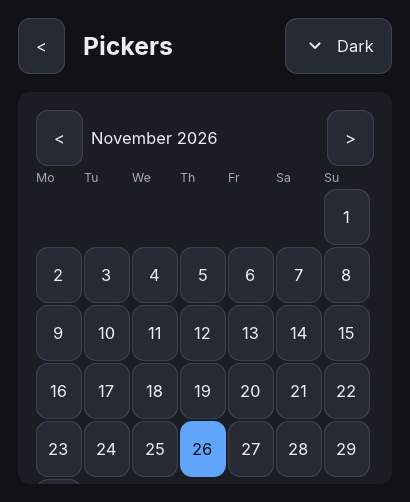 < Pickers Dark
< November 2026 >
Mo Tu We Th Fr Sa Su
1
2 3 4 5 6 7 8
9 10 11 12 13 14 15
16 17 18 19 20 21 22
23 24 25 26 27 28 29